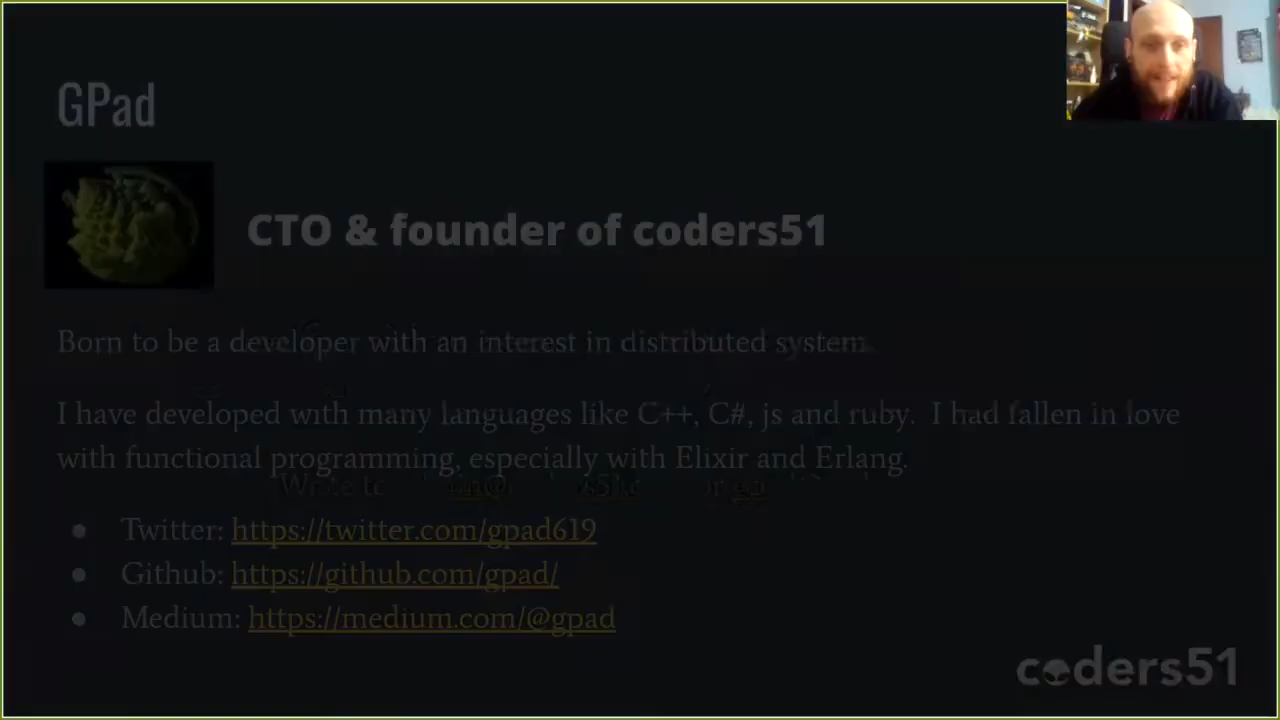 GPad
CTO & founder of coders51
Born to be a developer with an interest in distributed system.
I have developed with many languages like C++, C#, js and ruby. I had fallen in love
with functional programming, especially with Elixir and Erlang.
Write to
● Twitter: https://twitter.com/gpad619
● Github: https://github.com/gpad/
● Medium: https://medium.com/@gpad
coders51